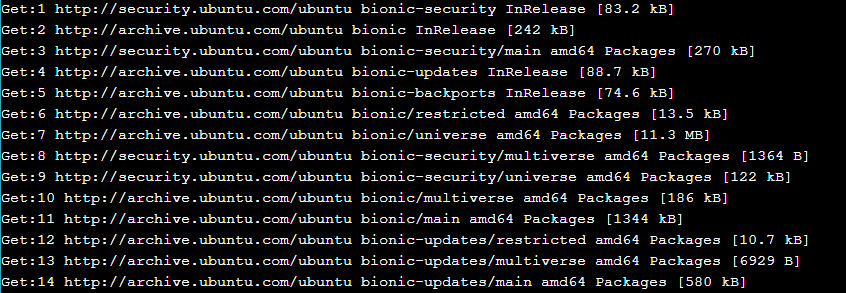 Get:1 http://security.ubuntu.com/ubuntu bionic-security InRelease [83.2 kB]
Get:2 http://archive.ubuntu.com/ubuntu bionic InRelease [242 kB]
Get:3 http://security.ubuntu.com/ubuntu bionic-security/main amd64 Packages [270 kB]
Get:4 http://archive.ubuntu.com/ubuntu bionic-updates InRelease [88.7 kB]
Get:5 http://archive.ubuntu.com/ubuntu bionic-backports InRelease [74.6 kB]
Get:6 http://archive.ubuntu.com/ubuntu bionic/restricted amd64 Packages [13.5 kB]
Get:7 http://archive.ubuntu.com/ubuntu bionic/universe amd64 Packages [11.3 MB]
Get:8 http://security.ubuntu.com/ubuntu bionic-security/multiverse amd64 Packages [1364 B]
Get:9 http://security.ubuntu.com/ubuntu bionic-security/universe amd64 Packages [122 kB]
Get:10 http://archive.ubuntu.com/ubuntu bionic/multiverse amd64 Packages [186 kB]
Get:11 http://archive.ubuntu.com/ubuntu bionic/main amd64 Packages [1344 kB]
Get:12 http://archive.ubuntu.com/ubuntu bionic-updates/restricted amd64 Packages [10.7 kB]
Get:13 http://archive.ubuntu.com/ubuntu bionic-updates/multiverse amd64 Packages [6929 B]
Get:14 http://archive.ubuntu.com/ubuntu bionic-updates/main amd64 Packages [580 kB]